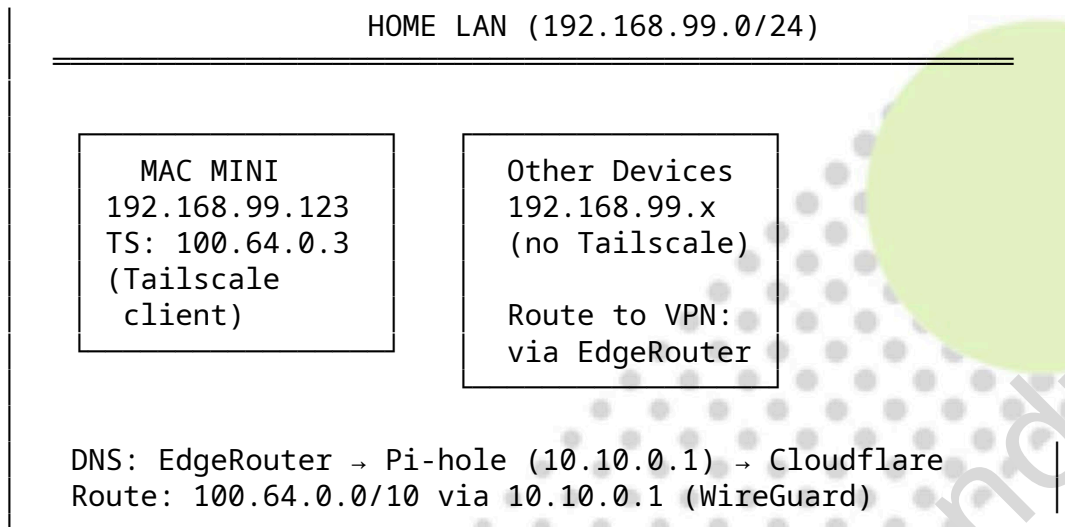 HOME LAN (192.168.99.0/24)
MAC MINI
192.168.99.123
TS: 100.64.0.3
(Tailscale
client)
Other Devices
192.168.99.x
(no Tailscale)
Route to VPN:
via EdgeRouter
DNS: EdgeRouter → Pi-hole (10.10.0.1) → Cloudflare
Route: 100.64.0.0/10 via 10.10.0.1 (WireGuard)